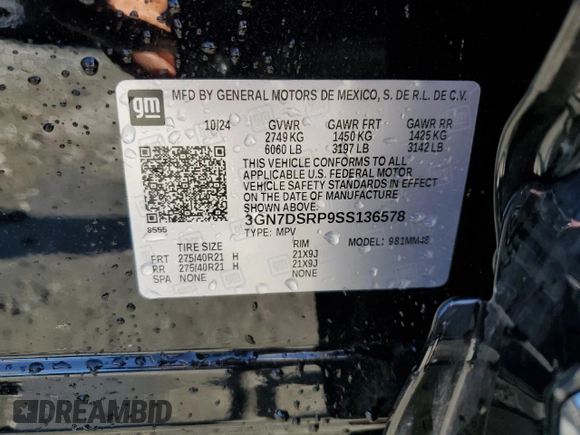 gm
MFD BY GENERAL MOTORS DE MEXICO, S. DE R.L. DE C.V.
10/24 GVWR GAWR FRT GAWR RR
2749 KG 1450 KG 1425 KG
6060 LB 3197 LB 3142 LB
THIS VEHICLE CONFORMS TO ALL
APPLICABLE U.S. FEDERAL MOTOR
VEHICLE SAFETY STANDARDS IN EFFECT
ON THE DATE OF MANUFACTURE
SHOWN ABOVE.
8595
3GN7DSRP9SS136578
TYPE: MPV MODEL: 981MM48
TIRE SIZE RIM
FRT 275/40R21 H 21X9J
RR 275/40R21 H 21X9J
SPA NONE NONE
DREAMBID